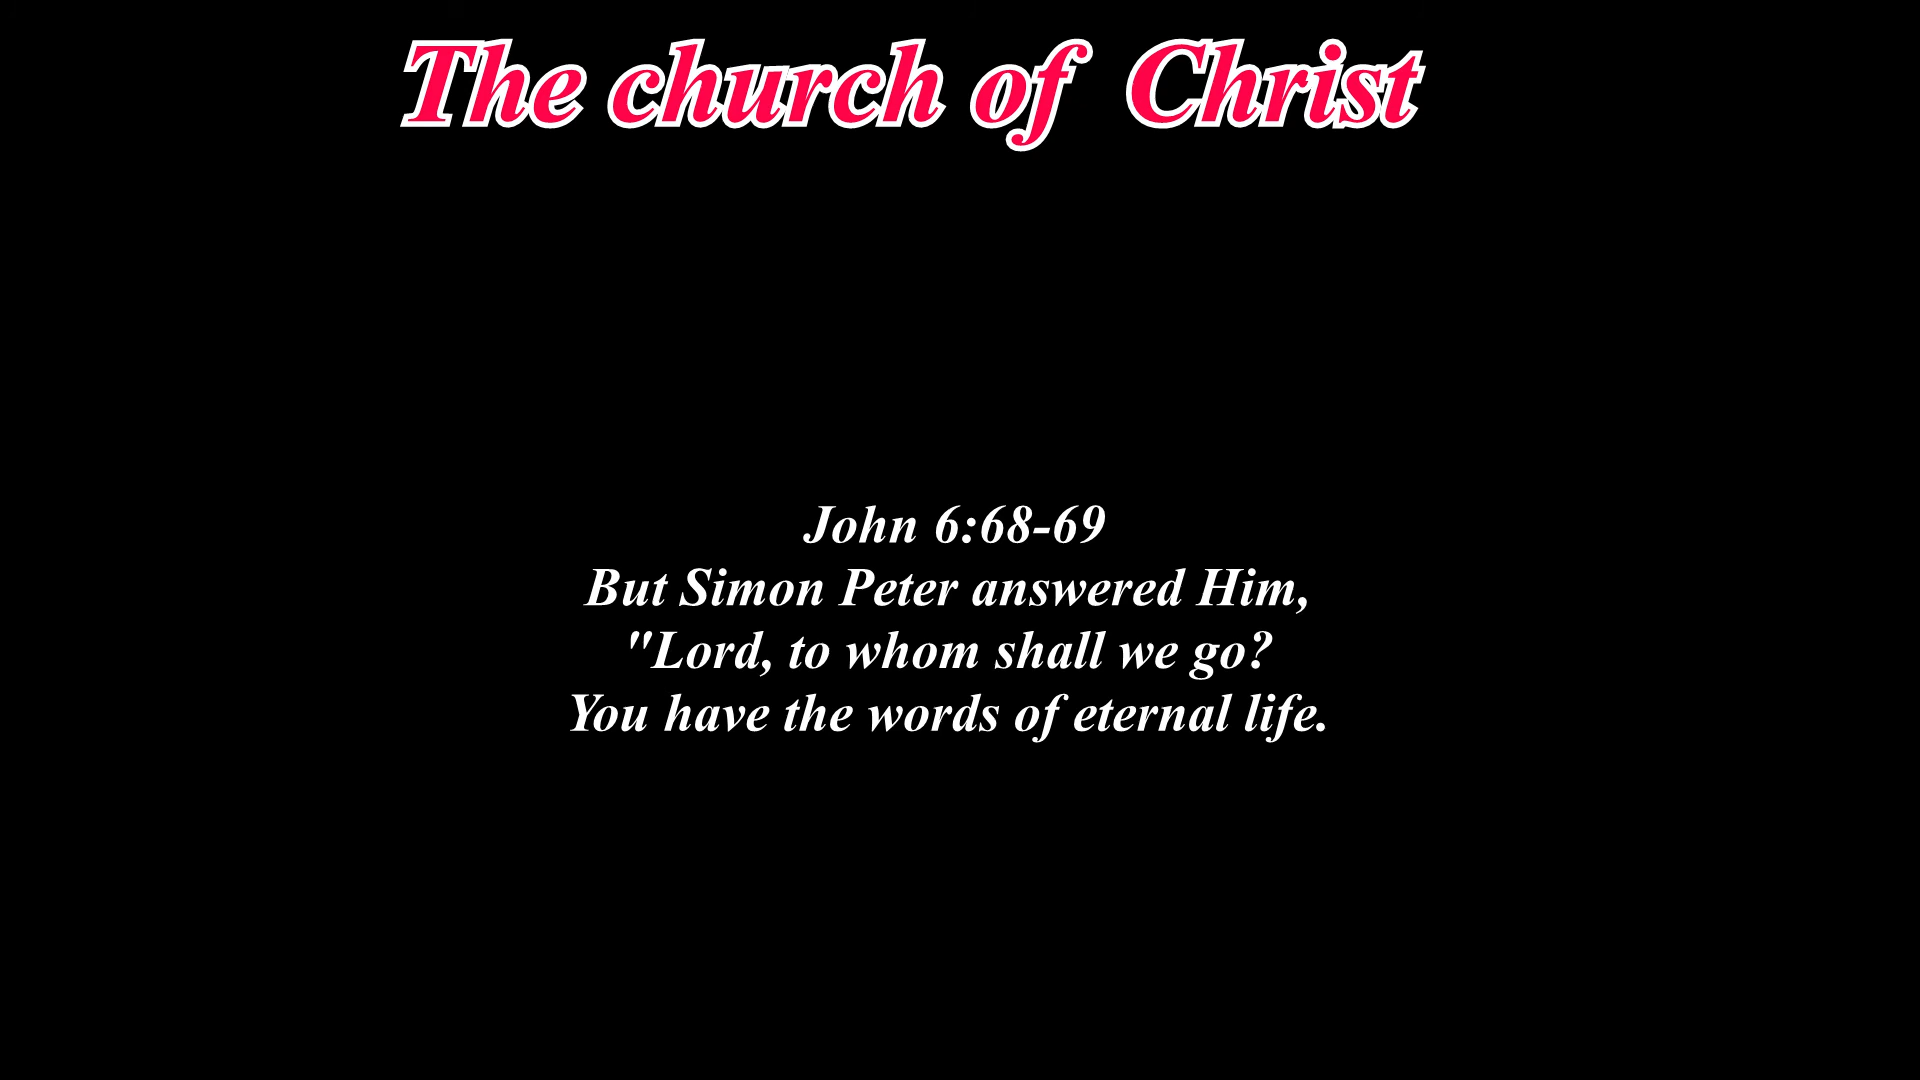 The church of  Christ
John 6:68-69
But Simon Peter answered Him,
"Lord, to whom shall we go?
You have the words of eternal life.